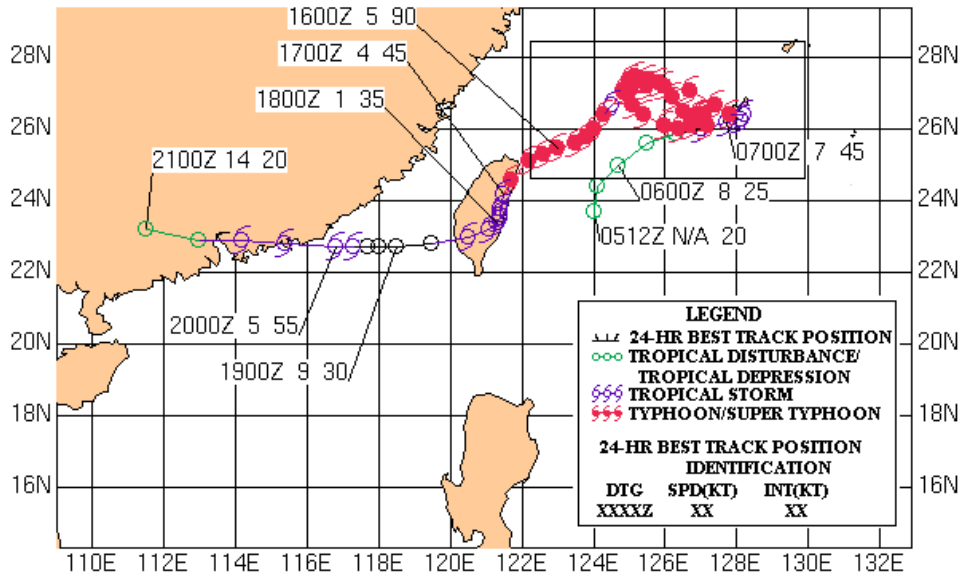 1600Z 5 90
1700Z 4 45
1800Z 1 35
2100Z 14 20
0700Z 7 45
0600Z 8 25
0512Z N/A 20
2000Z 5 55
1900Z 9 30
28N
26N
24N
22N
20N
18N
16N
28N
26N
24N
22N
20N
18N
16N
LEGEND
24-HR BEST TRACK POSITION
TROPICAL DISTURBANCE/
TROPICAL DEPRESSION
TROPICAL STORM
TYPHOON/SUPER TYPHOON
24-HR BEST TRACK POSITION
IDENTIFICATION
DTG SPD(KT) INT(KT)
XXXXZ XX XX
110E 112E 114E 116E 118E 120E 122E 124E 126E 128E 130E 132E